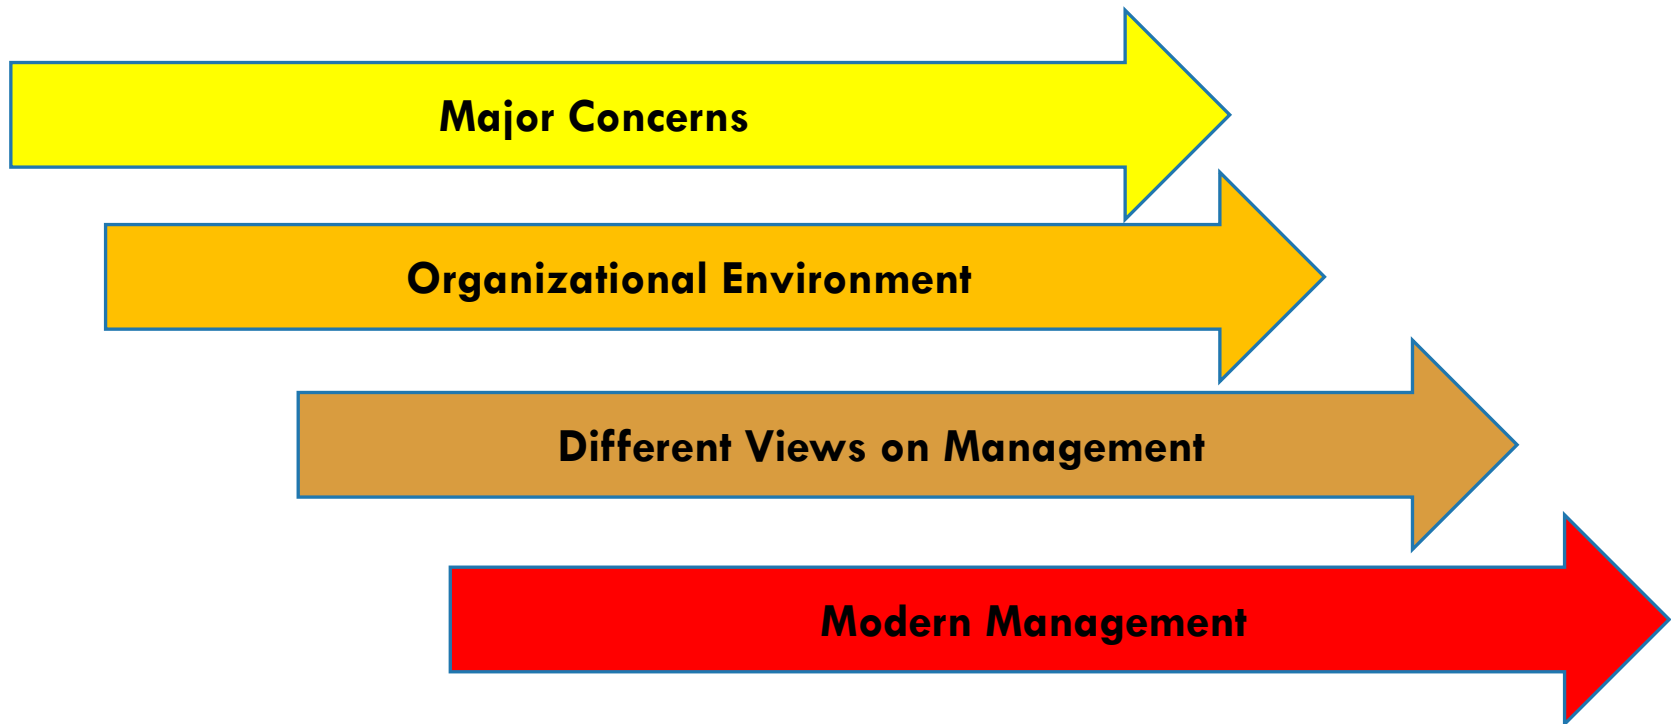 Major Concerns
Organizational Environment
Different Views on Management
Modern Management